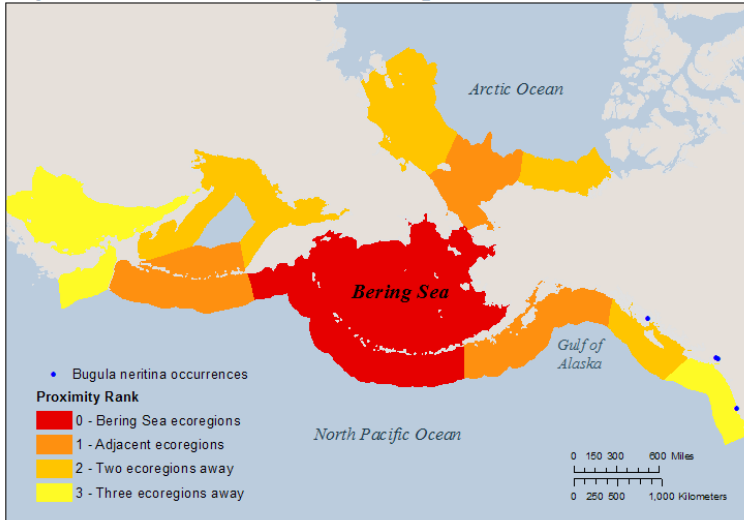 Arctic Ocean
Bering Sea
Gulf of
Alaska
North Pacific Ocean
Bugula neritina occurrences
Proximity Rank
0 - Bering Sea ecoregions
1 - Adjacent ecoregions
2 - Two ecoregions away
3 - Three ecoregions away
0 150 300 600 Miles
0 250 500 1,000 Kilometers